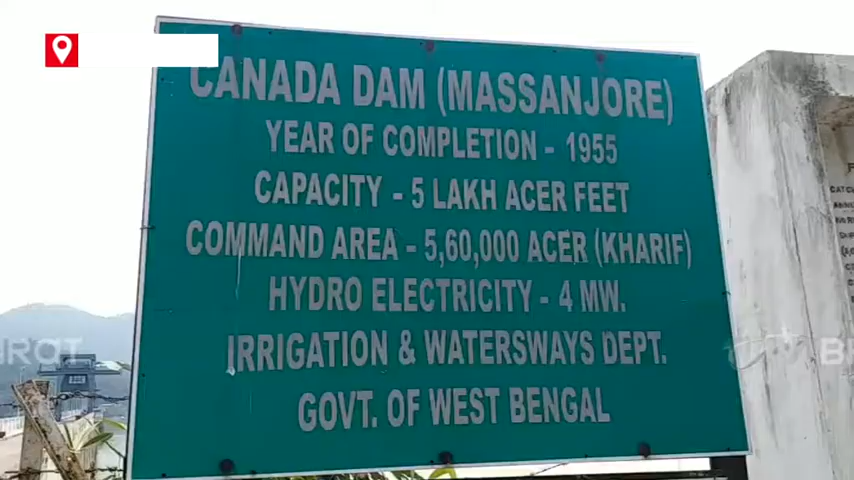 CANADA DAM (MASSANJORE)
YEAR OF COMPLETION - 1955
CAPACITY - 5 LAKH ACER FEET
COMMAND AREA - 5,60,000 ACER (KHARIF)
HYDRO ELECTRICITY - 4 MW.
IRRIGATION & WATERSWAYS DEPT.
GOVT. OF WEST BENGAL